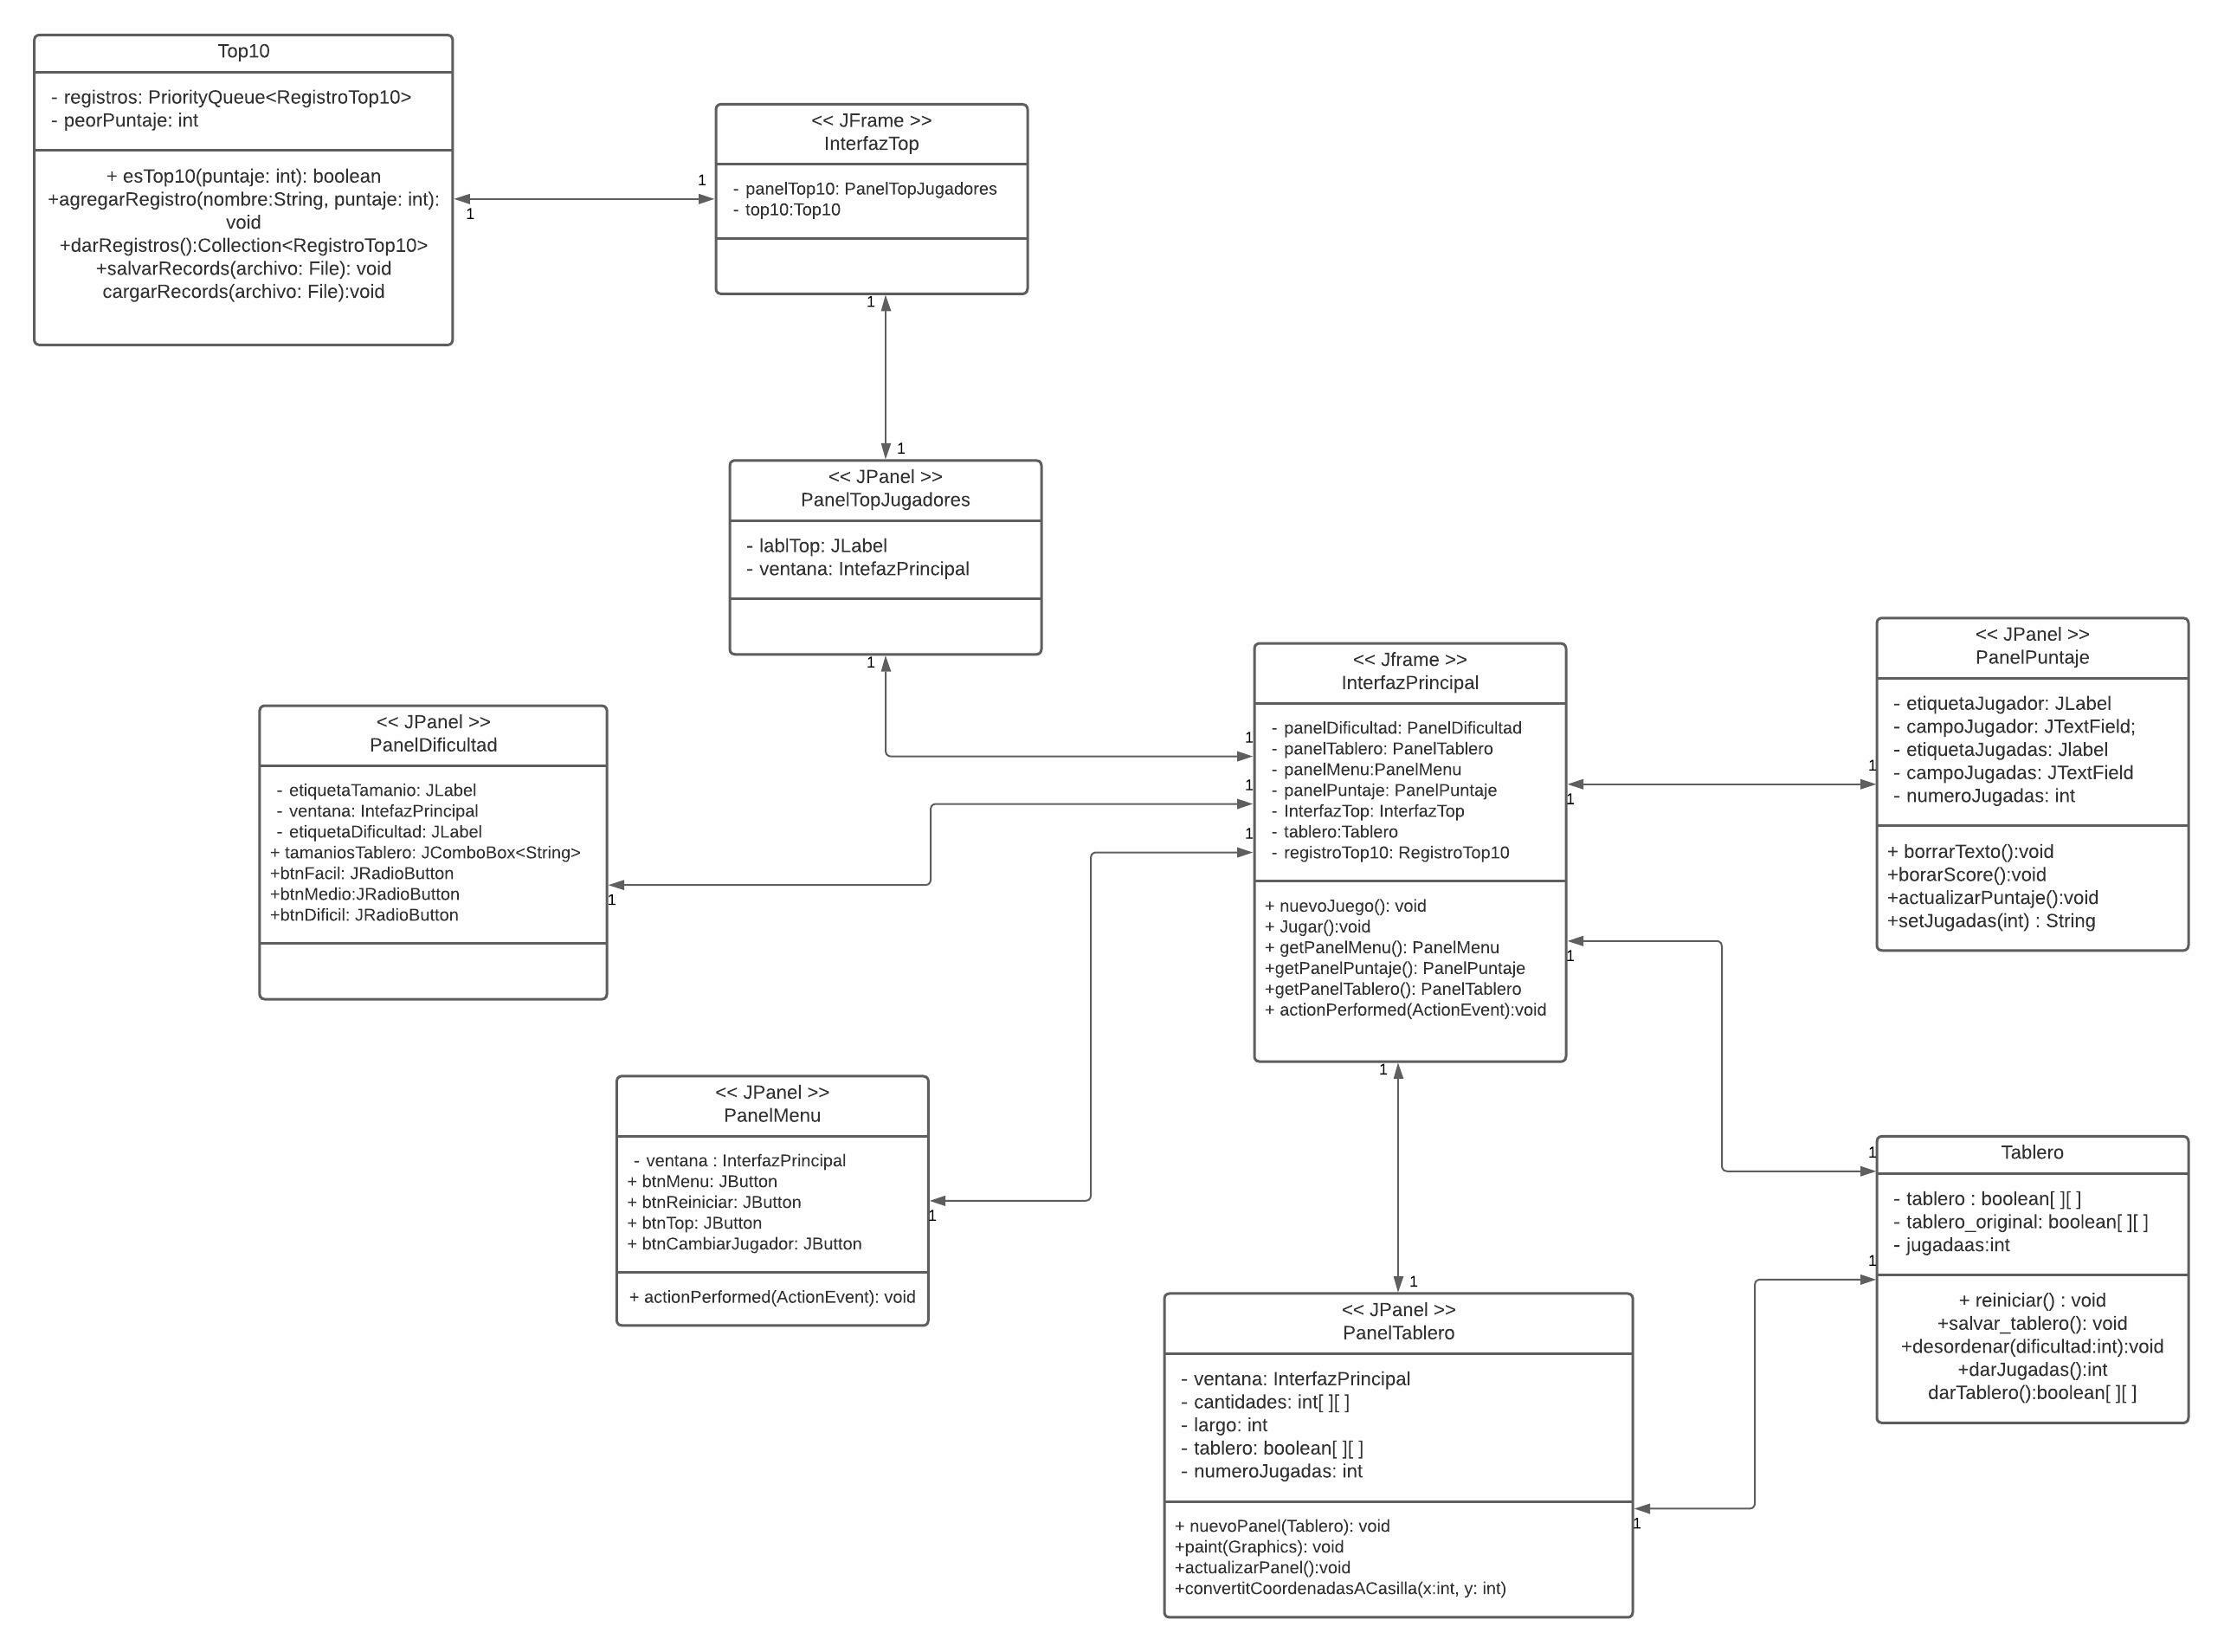 Top10
- registros: PriorityQueue<RegistroTop10>
- peorPuntaje: int
+ esTop10(puntaje: int): boolean
+agregarRegistro(nombre:String, puntaje: int):
void
+darRegistros():Collection<RegistroTop10>
+salvarRecords(archivo: File): void
cargarRecords(archivo: File):void
1
1
<< JFrame >>
InterfazTop
- panelTop10: PanelTopJugadores
- top10:Top10
1
1
<< JPanel >>
PanelTopJugadores
- lablTop: JLabel
- ventana: IntefazPrincipal
1
1
<< JPanel >>
PanelDificultad
- etiquetaTamanio: JLabel
- ventana: IntefazPrincipal
- etiquetaDificultad: JLabel
+ tamaniosTablero: JComboBox<String>
+btnFacil: JRadioButton
+btnMedio:JRadioButton
+btnDificil: JRadioButton
1
1
<< JPanel >>
PanelMenu
- ventana : InterfazPrincipal
+ btnMenu: JButton
+ btnReiniciar: JButton
+ btnTop: JButton
+ btnCambiarJugador: JButton
+ actionPerformed(ActionEvent): void
1
1
<< Jframe >>
InterfazPrincipal
- panelDificultad: PanelDificultad
- panelTablero: PanelTablero
- panelMenu:PanelMenu
- panelPuntaje: PanelPuntaje
- InterfazTop: InterfazTop
- tablero:Tablero
- registroTop10: RegistroTop10
+ nuevoJuego(): void
+ Jugar():void
+ getPanelMenu(): PanelMenu
+getPanelPuntaje(): PanelPuntaje
+getPanelTablero(): PanelTablero
+ actionPerformed(ActionEvent):void
1
1
<< JPanel >>
PanelPuntaje
- etiquetaJugador: JLabel
- campoJugador: JTextField;
- etiquetaJugadas: Jlabel
- campoJugadas: JTextField
- numeroJugadas: int
+ borrarTexto():void
+borarScore():void
+actualizarPuntaje():void
+setJugadas(int) : String
1
1
Tablero
- tablero : boolean[ ][ ]
- tablero_original: boolean[ ][ ]
- jugadaas:int
+ reiniciar() : void
+salvar_tablero(): void
+desordenar(dificultad:int):void
+darJugadas():int
darTablero():boolean[ ][ ]
1
1
<< JPanel >>
PanelTablero
- ventana: InterfazPrincipal
- cantidades: int[ ][ ]
- largo: int
- tablero: boolean[ ][ ]
- numeroJugadas: int
+ nuevoPanel(Tablero): void
+paint(Graphics): void
+actualizarPanel():void
+convertitCoordenadasACasilla(x:int, y: int)
1
1